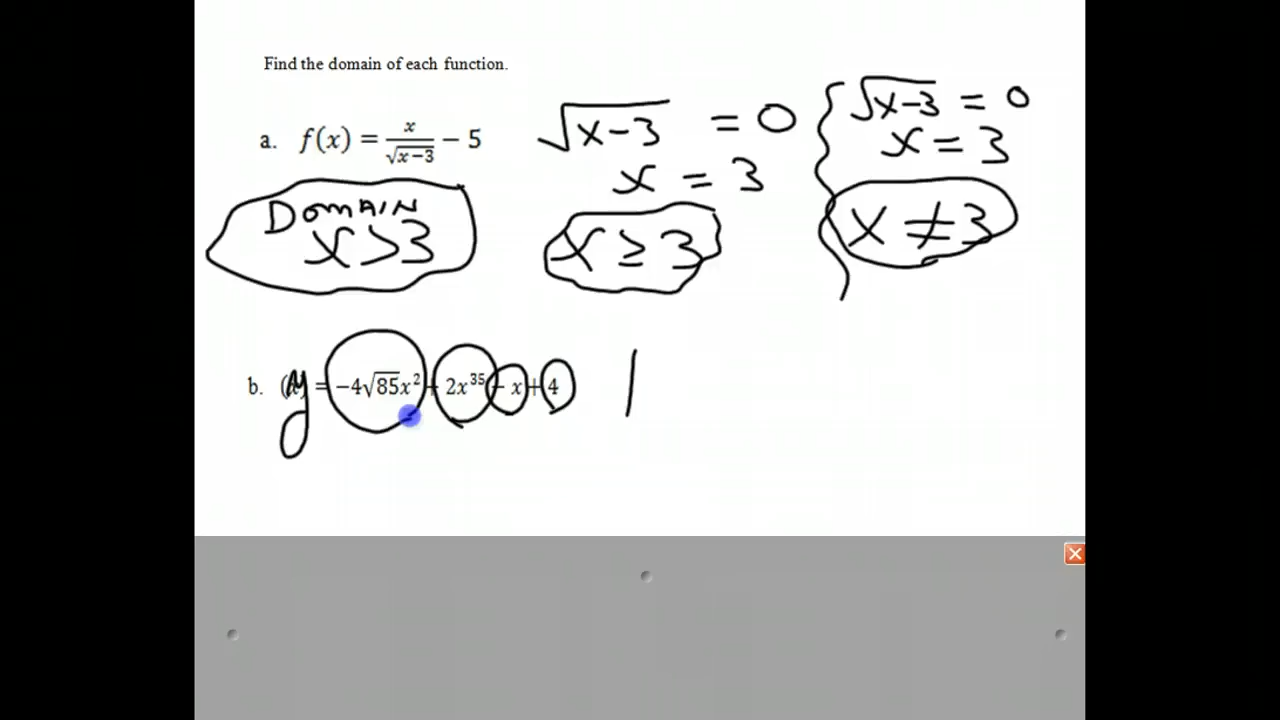 Find the domain of each function.
a. f(x) = x/√(x−3) − 5
√(x−3) = 0
x = 3
x ≥ 3
√(x−3) = 0
x = 3
x ≠ 3
DOMAIN
x > 3
b. y = −4√85x² + 2x³⁵ − x + 4